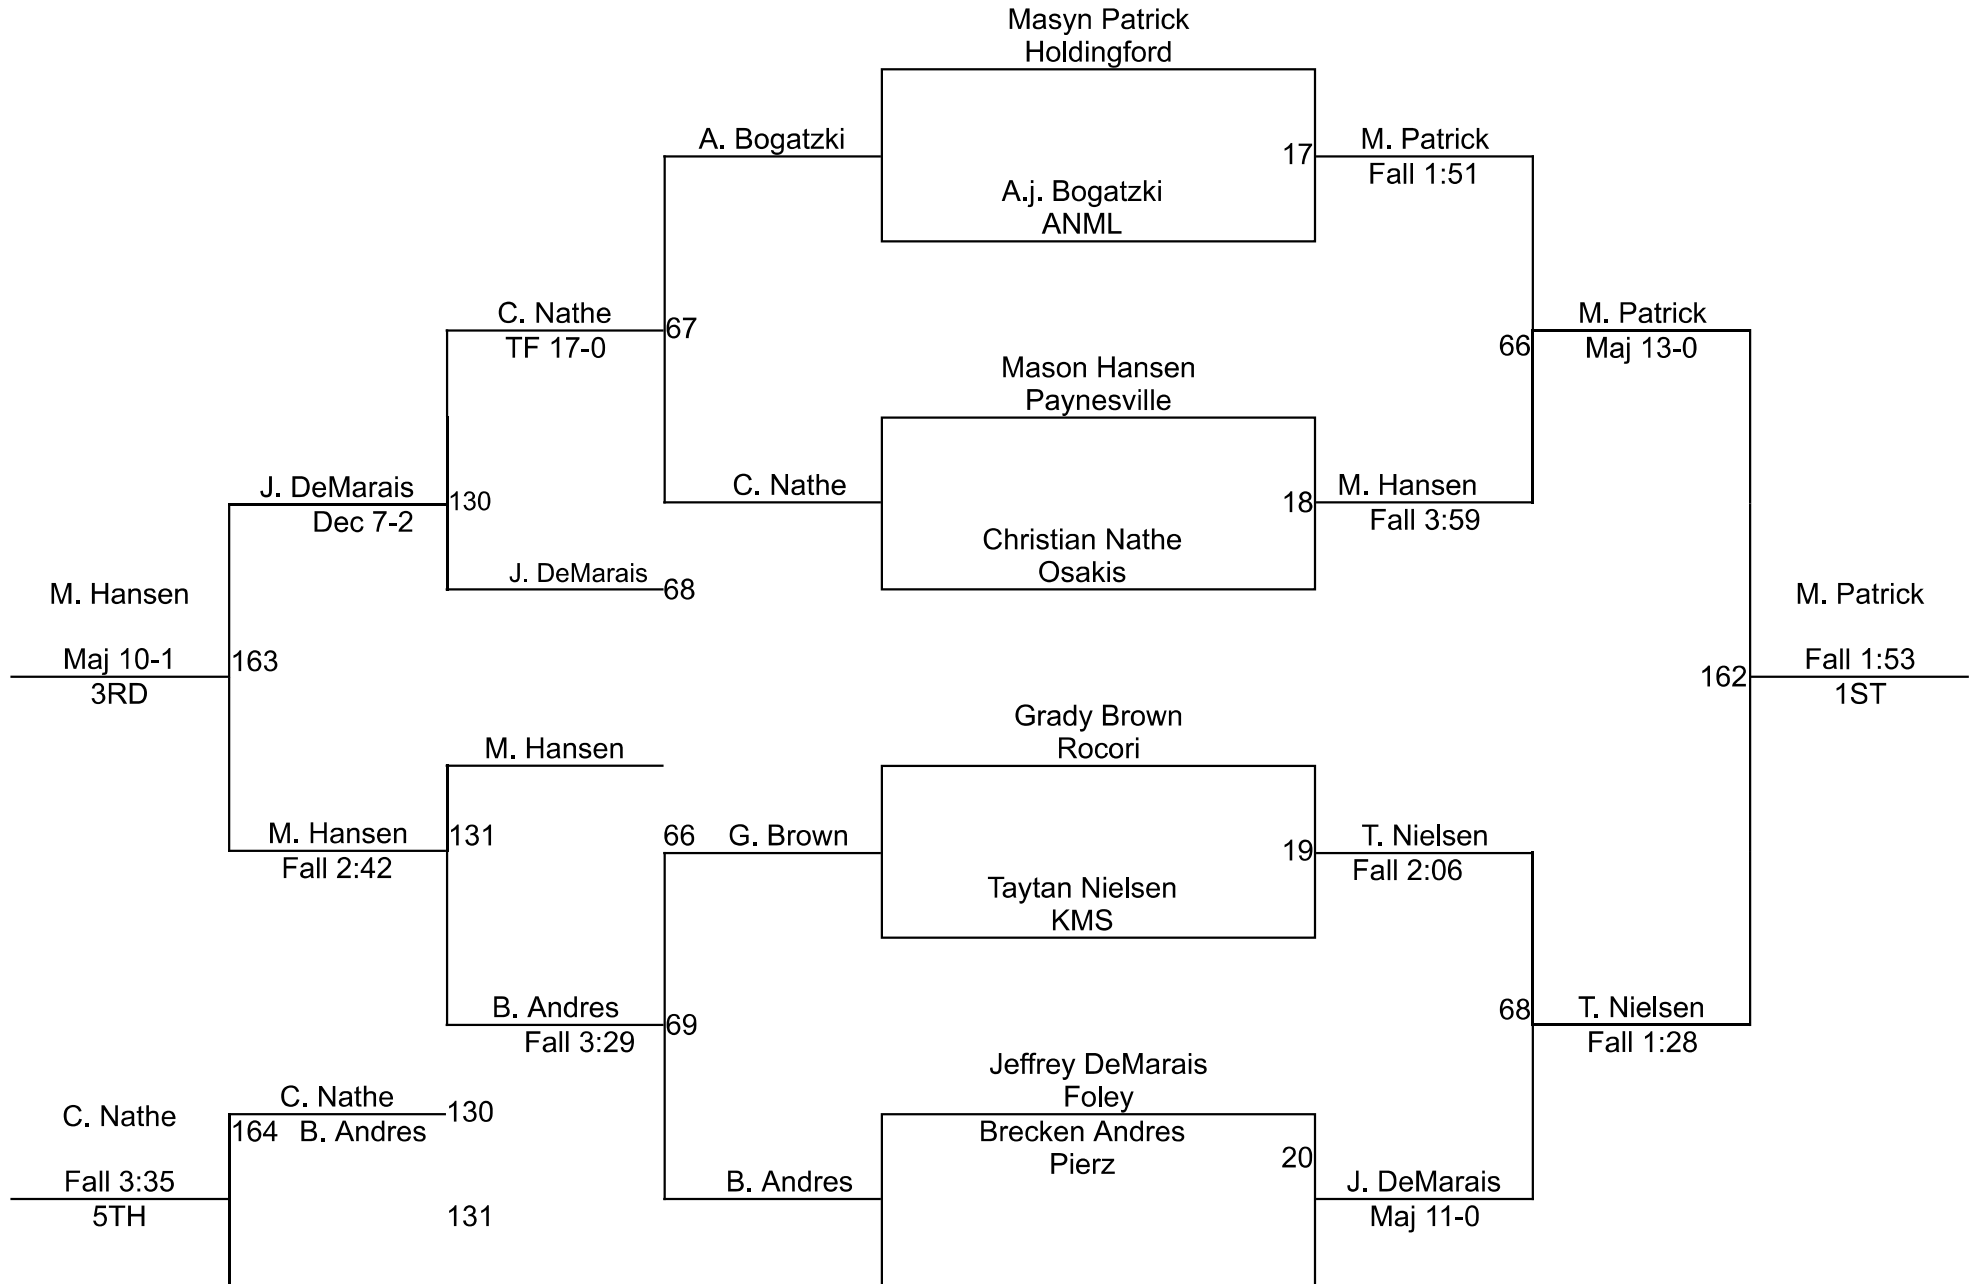 Masyn Patrick
Holdingford
A. Bogatzki
17
M. Patrick
Fall 1:51
A.j. Bogatzki
ANML
C. Nathe
TF 17-0
67
66
M. Patrick
Maj 13-0
Mason Hansen
Paynesville
J. DeMarais
Dec 7-2
130
C. Nathe
18
M. Hansen
Fall 3:59
Christian Nathe
Osakis
J. DeMarais
68
M. Hansen
Maj 10-1
3RD
163
M. Patrick
Fall 1:53
1ST
162
Grady Brown
Rocori
M. Hansen
M. Hansen
Fall 2:42
131
66
G. Brown
19
T. Nielsen
Fall 2:06
Taytan Nielsen
KMS
B. Andres
Fall 3:29
69
68
T. Nielsen
Fall 1:28
Jeffrey DeMarais
Foley
C. Nathe
130
C. Nathe
164
B. Andres
Brecken Andres
Pierz
20
Fall 3:35
5TH
131
B. Andres
J. DeMarais
Maj 11-0